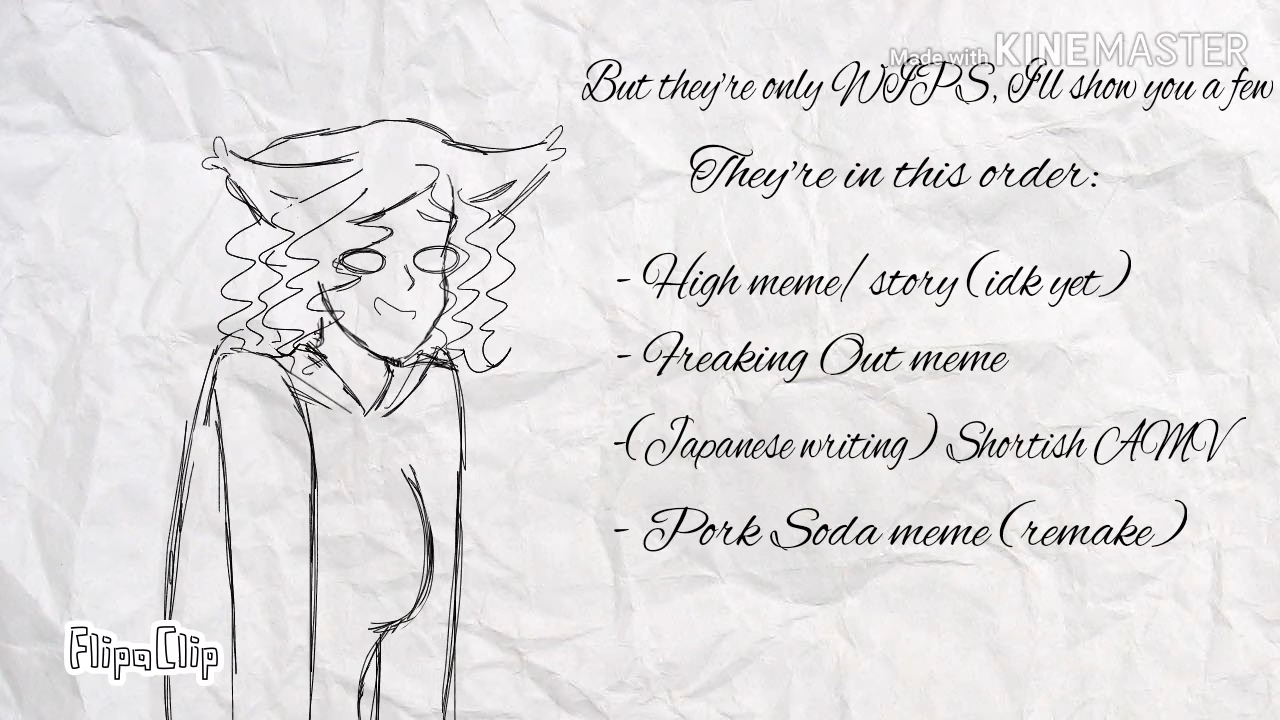 Made with KINEMASTER
But they're only WIPS, I'll show you a few
They're in this order:
- High meme/ story (idk yet)
- Freaking Out meme
-(Japanese writing) Shortish AMV
- Pork Soda meme (remake)
FlipaClip